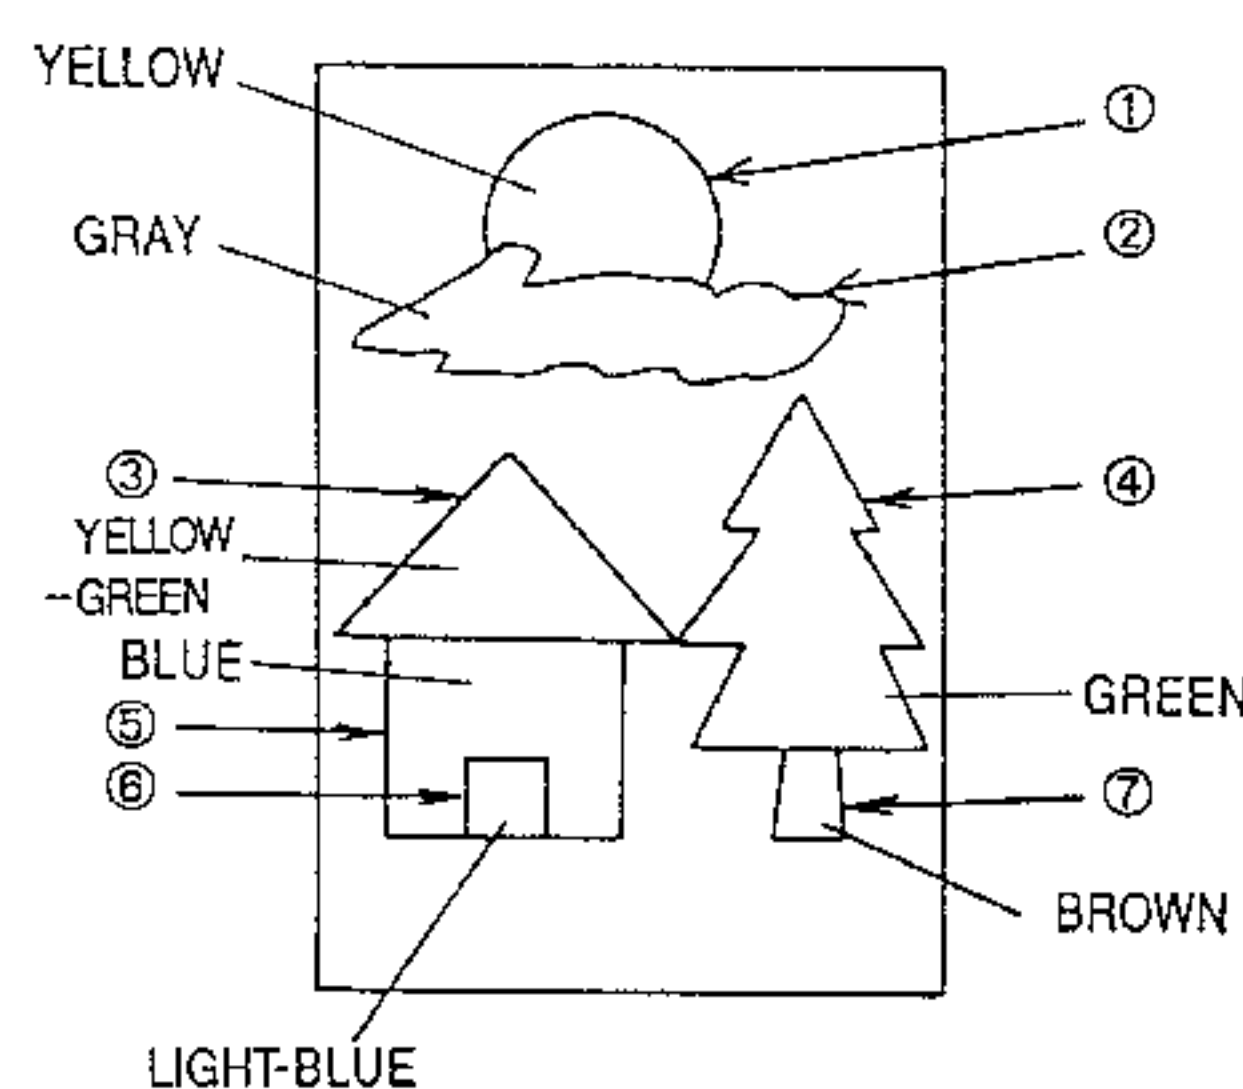 YELLOW
①
GRAY
②
③
④
YELLOW
-GREEN
BLUE
GREEN
⑤
⑥
⑦
BROWN
LIGHT-BLUE